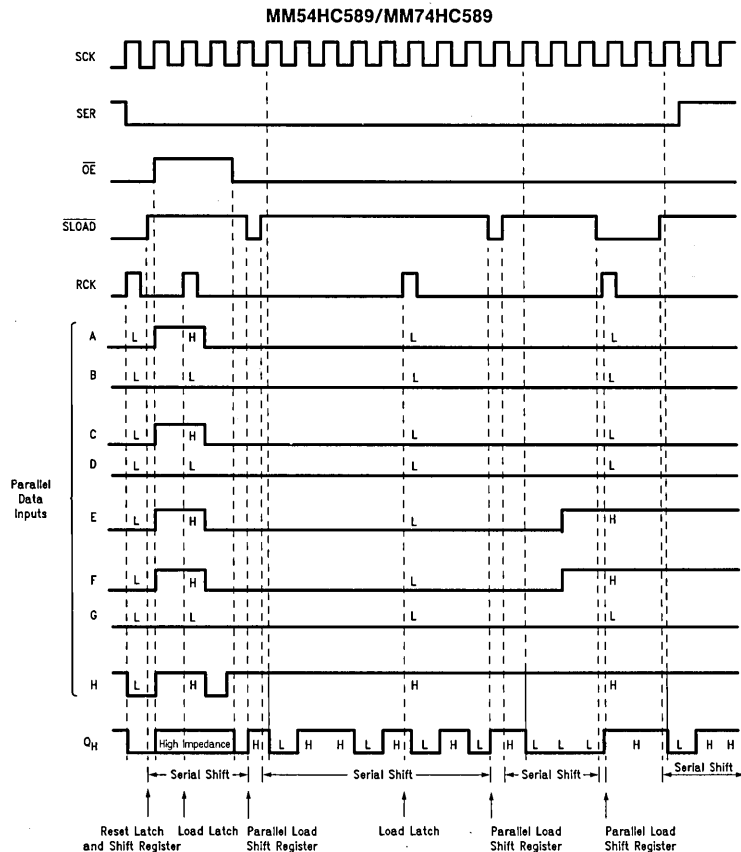 MM54HC589/MM74HC589
SCK
SER
OE
SLOAD
RCK
A L H L L
B L L L L
C L H L L
D L L L L
Parallel
Data
Inputs
E L H L H
F L H L H
G L L L L
H L H H H
QH High Impedance H L H H L H L H L H L L L H L H H
Serial Shift Serial Shift Serial Shift Serial Shift
Reset Latch
and Shift Register
Load Latch
Parallel Load
Shift Register
Load Latch
Parallel Load
Shift Register
Parallel Load
Shift Register